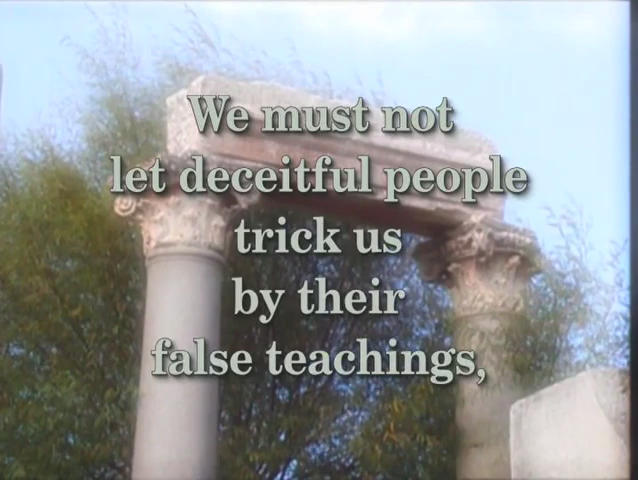 We must not
let deceitful people
trick us
by their
false teachings,